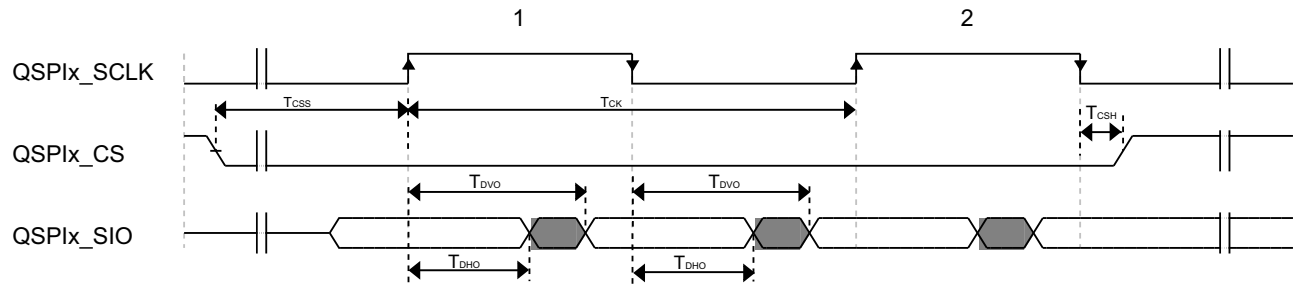 1 2
QSPIx_SCLK
TCSS TCK
TCSH
QSPIx_CS
TDVO TDVO
QSPIx_SIO
TDHO TDHO